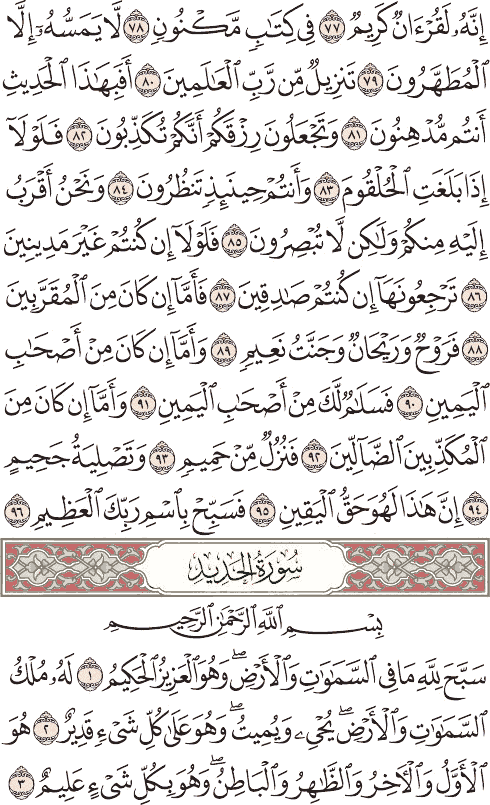 إِنَّهُۥ لَقُرْءَانٌ كَرِيمٌ ٧٧ فِى كِتَٰبٍ مَّكْنُونٍ ٧٨ لَّا يَمَسُّهُۥٓ إِلَّا
ٱلْمُطَهَّرُونَ ٧٩ تَنزِيلٌ مِّن رَّبِّ ٱلْعَٰلَمِينَ ٨٠ أَفَبِهَٰذَا ٱلْحَدِيثِ
أَنتُم مُّدْهِنُونَ ٨١ وَتَجْعَلُونَ رِزْقَكُمْ أَنَّكُمْ تُكَذِّبُونَ ٨٢ فَلَوْلَآ
إِذَا بَلَغَتِ ٱلْحُلْقُومَ ٨٣ وَأَنتُمْ حِينَئِذٍ تَنظُرُونَ ٨٤ وَنَحْنُ أَقْرَبُ
إِلَيْهِ مِنكُمْ وَلَٰكِن لَّا تُبْصِرُونَ ٨٥ فَلَوْلَآ إِن كُنتُمْ غَيْرَ مَدِينِينَ
٨٦ تَرْجِعُونَهَآ إِن كُنتُمْ صَٰدِقِينَ ٨٧ فَأَمَّآ إِن كَانَ مِنَ ٱلْمُقَرَّبِينَ
٨٨ فَرَوْحٌ وَرَيْحَانٌ وَجَنَّتُ نَعِيمٍ ٨٩ وَأَمَّآ إِن كَانَ مِنْ أَصْحَٰبِ
ٱلْيَمِينِ ٩٠ فَسَلَٰمٌ لَّكَ مِنْ أَصْحَٰبِ ٱلْيَمِينِ ٩١ وَأَمَّآ إِن كَانَ مِنَ
ٱلْمُكَذِّبِينَ ٱلضَّآلِّينَ ٩٢ فَنُزُلٌ مِّنْ حَمِيمٍ ٩٣ وَتَصْلِيَةُ جَحِيمٍ
٩٤ إِنَّ هَٰذَا لَهُوَ حَقُّ ٱلْيَقِينِ ٩٥ فَسَبِّحْ بِٱسْمِ رَبِّكَ ٱلْعَظِيمِ ٩٦
سُورَةُ الحَدِيدِ
بِسْمِ ٱللَّهِ ٱلرَّحْمَٰنِ ٱلرَّحِيمِ
سَبَّحَ لِلَّهِ مَا فِى ٱلسَّمَٰوَٰتِ وَٱلْأَرْضِ ۖ وَهُوَ ٱلْعَزِيزُ ٱلْحَكِيمُ ١ لَهُۥ مُلْكُ
ٱلسَّمَٰوَٰتِ وَٱلْأَرْضِ ۖ يُحْىِۦ وَيُمِيتُ ۖ وَهُوَ عَلَىٰ كُلِّ شَىْءٍ قَدِيرٌ ٢ هُوَ
ٱلْأَوَّلُ وَٱلْءَاخِرُ وَٱلظَّٰهِرُ وَٱلْبَاطِنُ ۖ وَهُوَ بِكُلِّ شَىْءٍ عَلِيمٌ ٣